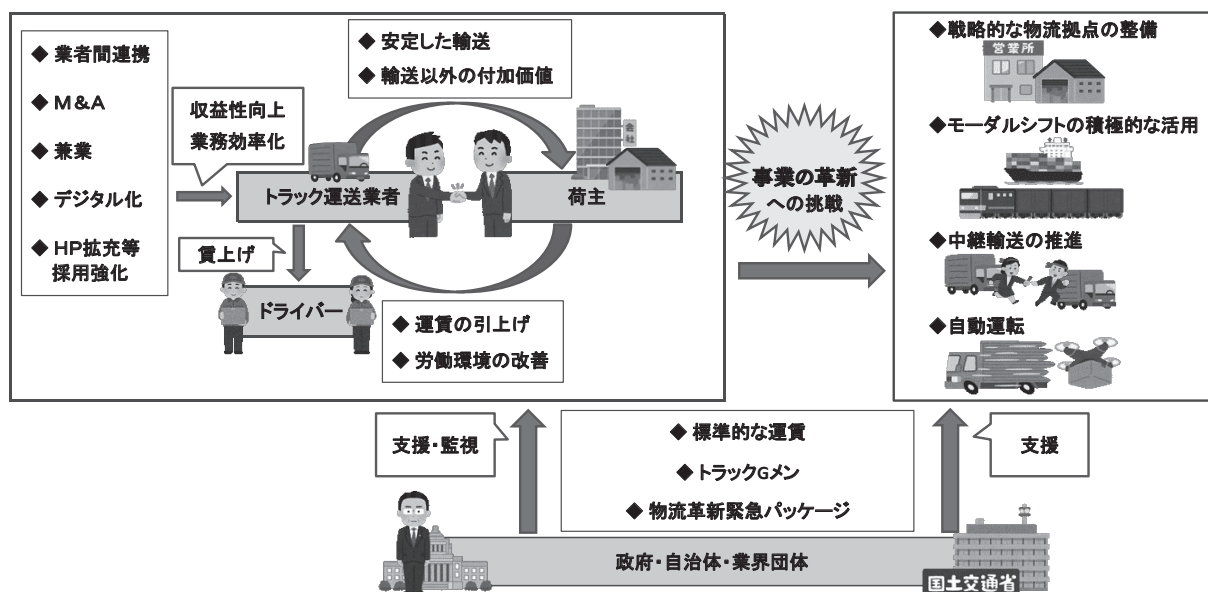 ◆ 業者間連携
◆ M&A
◆ 兼業
◆ デジタル化
◆ HP拡充等
採用強化
収益性向上
業務効率化
◆ 安定した輸送
◆ 輸送以外の付加価値
会社
トラック運送業者
荷主
賃上げ
ドライバー
◆ 運賃の引上げ
◆ 労働環境の改善
事業の革新
への挑戦
◆戦略的な物流拠点の整備
営業所
◆モーダルシフトの積極的な活用
◆中継輸送の推進
◆自動運転
支援・監視
◆ 標準的な運賃
◆ トラックGメン
◆ 物流革新緊急パッケージ
支援
政府・自治体・業界団体
国土交通省